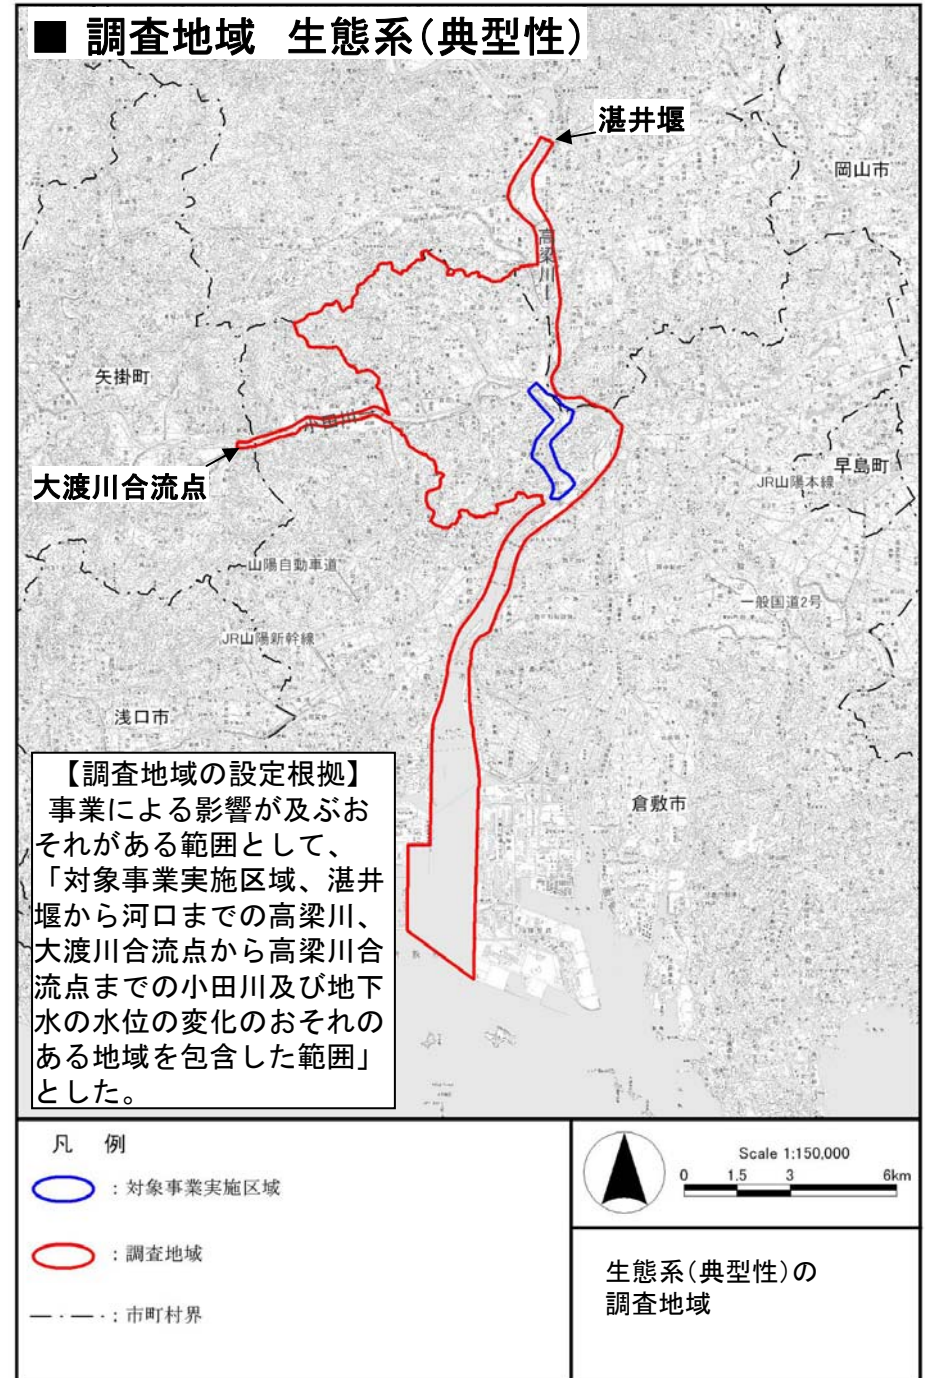 ■ 調査地域　生態系(典型性)
湛井堰
岡山市
高梁川
矢掛町
小田川
大渡川合流点
早島町
JR山陽本線
山陽自動車道
一般国道2号
JR山陽新幹線
浅口市
倉敷市
【調査地域の設定根拠】
事業による影響が及ぶお
それがある範囲として、
「対象事業実施区域、湛井
堰から河口までの高梁川、
大渡川合流点から高梁川合
流点までの小田川及び地下
水の水位の変化のおそれの
ある地域を包含した範囲」
とした。
凡　例
：対象事業実施区域
：調査地域
：市町村界
Scale 1:150,000
0 1.5 3 6km
生態系(典型性)の
調査地域